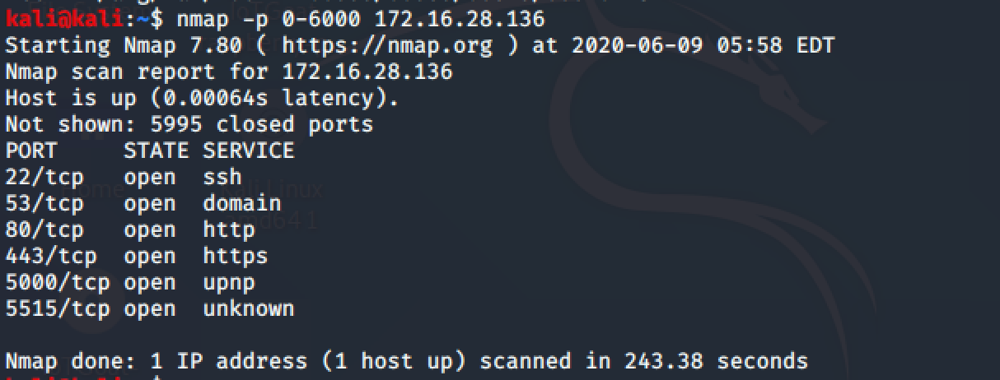 kali@kali:~$ nmap -p 0-6000 172.16.28.136
Starting Nmap 7.80 ( https://nmap.org ) at 2020-06-09 05:58 EDT
Nmap scan report for 172.16.28.136
Host is up (0.00064s latency).
Not shown: 5995 closed ports
PORT     STATE SERVICE
22/tcp   open  ssh
53/tcp   open  domain
80/tcp   open  http
443/tcp  open  https
5000/tcp open  upnp
5515/tcp open  unknown
Nmap done: 1 IP address (1 host up) scanned in 243.38 seconds